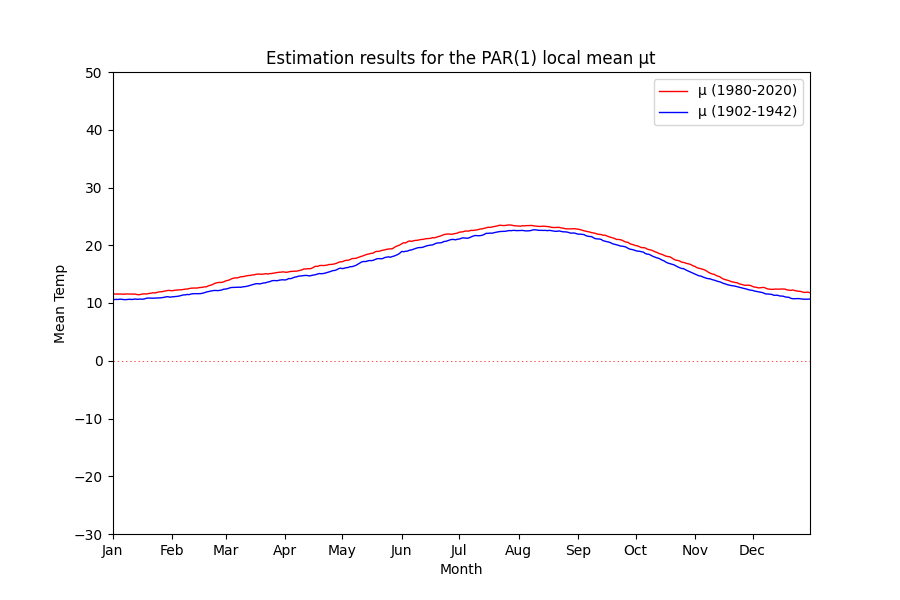 Estimation results for the PAR(1) local mean μt
μ (1980-2020)
μ (1902-1942)
50
40
30
20
10
0
−10
−20
−30
Mean Temp
Jan Feb Mar Apr May Jun Jul Aug Sep Oct Nov Dec
Month